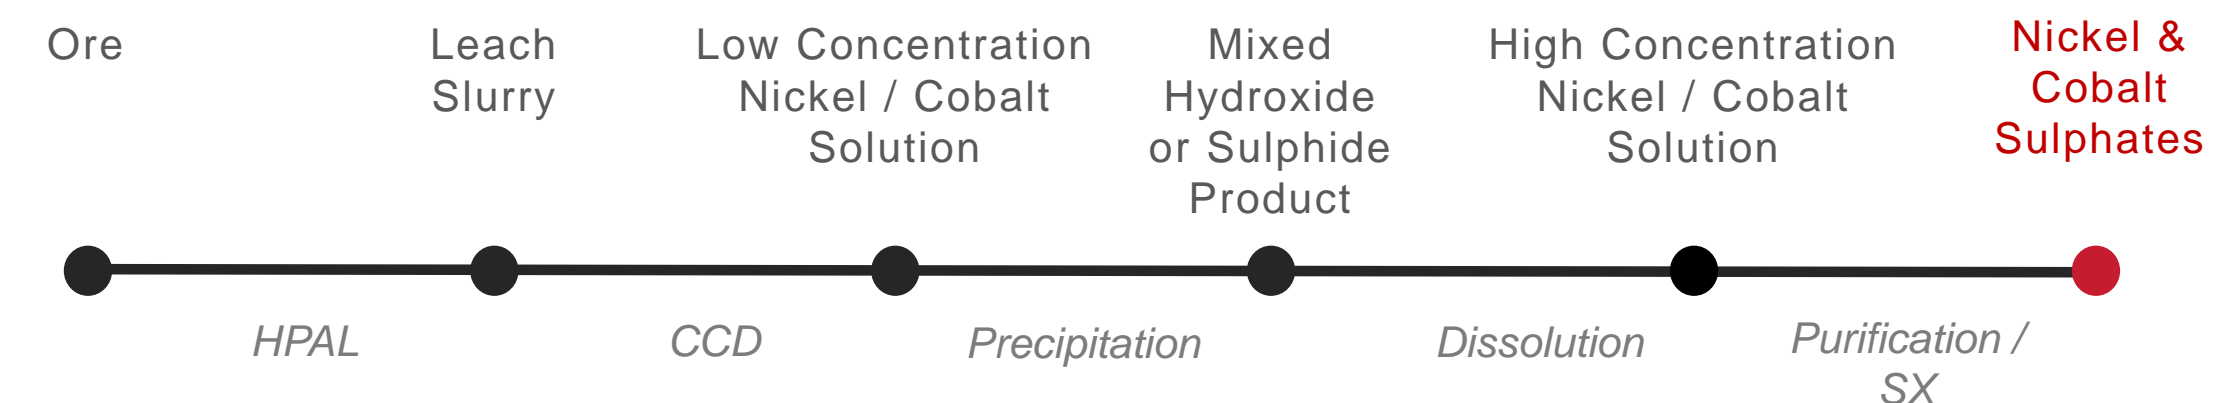 Ore
Leach
Slurry
Low Concentration
Nickel / Cobalt
Solution
Mixed
Hydroxide
or Sulphide
Product
High Concentration
Nickel / Cobalt
Solution
Nickel &
Cobalt
Sulphates
HPAL
CCD
Precipitation
Dissolution
Purification /
SX